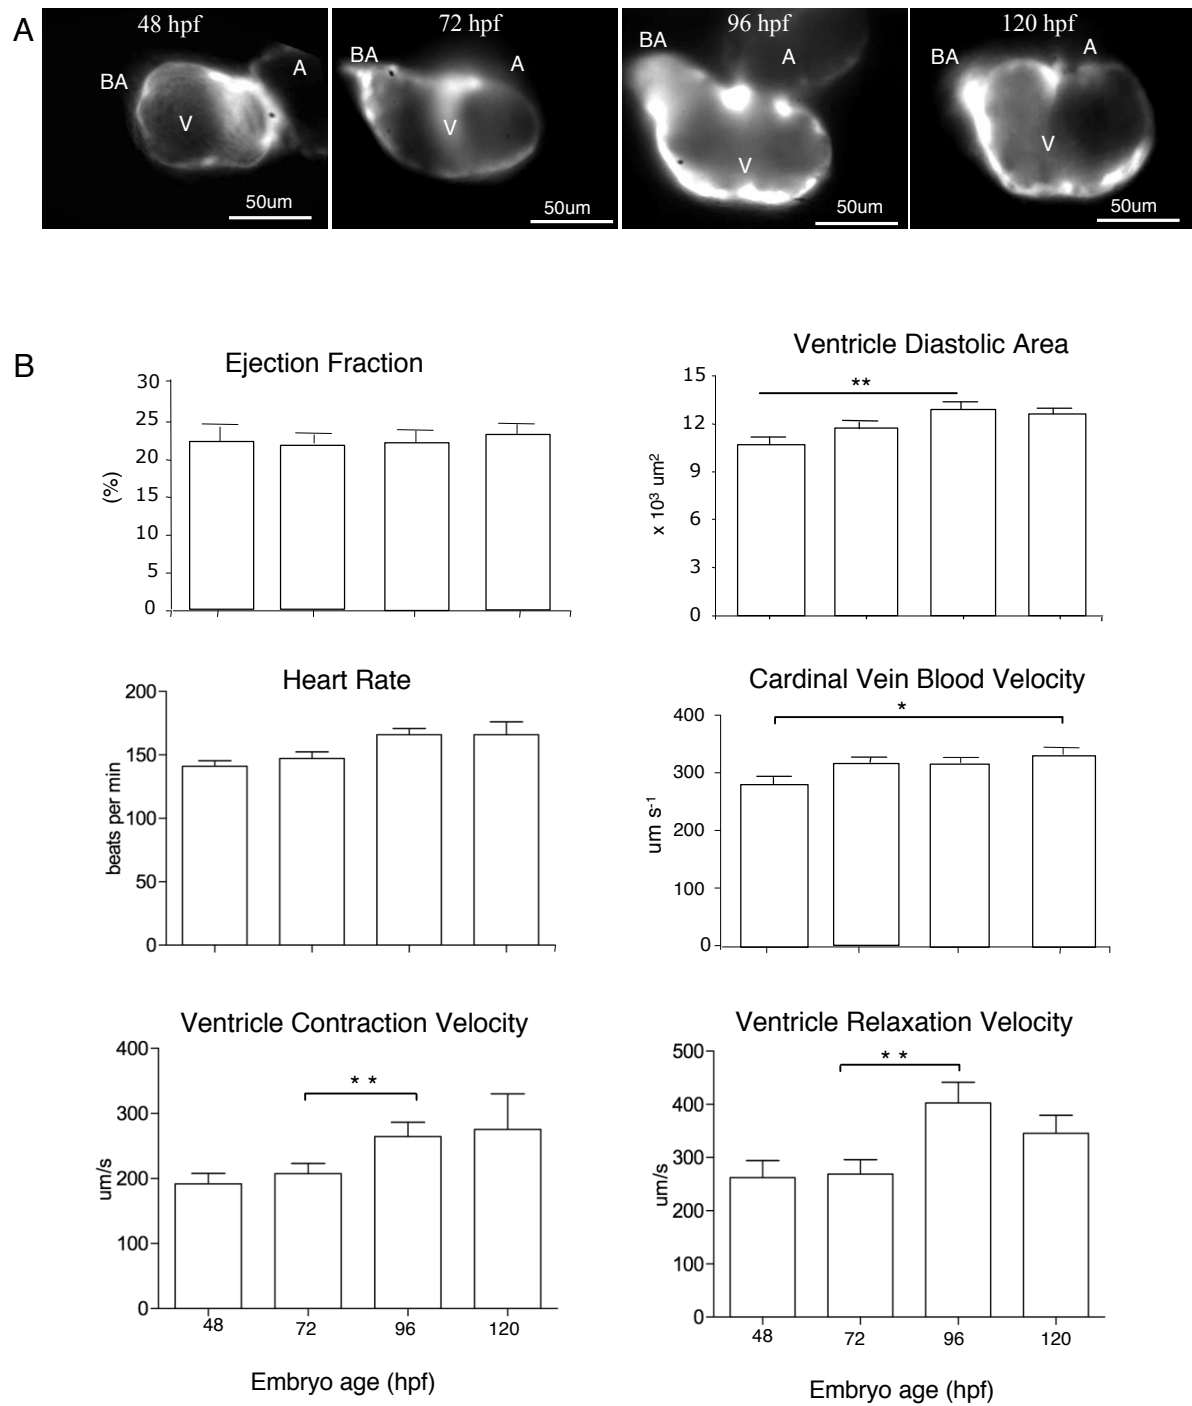 A
48 hpf
72 hpf
96 hpf
120 hpf
BA
A
V
50um
BA
A
V
50um
BA
A
V
50um
BA
A
V
50um
B
Ejection Fraction
30
25
20
15
10
5
0
(%)
Ventricle Diastolic Area
15
12
9
6
3
0
x 10³ um²
**
Heart Rate
200
150
100
50
0
beats per min
Cardinal Vein Blood Velocity
400
300
200
100
0
um s⁻¹
*
Ventricle Contraction Velocity
400
300
200
100
0
um/s
* *
48 72 96 120
Embryo age (hpf)
Ventricle Relaxation Velocity
500
400
300
200
100
0
um/s
* *
48 72 96 120
Embryo age (hpf)